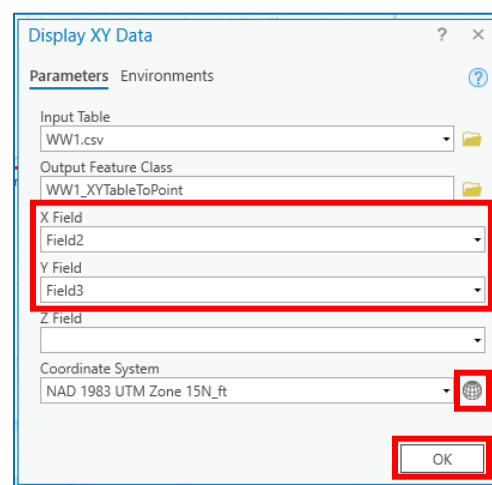 Display XY Data ? ×
Parameters Environments ?
Input Table
WW1.csv
Output Feature Class
WW1_XYTableToPoint
X Field
Field2
Y Field
Field3
Z Field
Coordinate System
NAD 1983 UTM Zone 15N_ft
OK